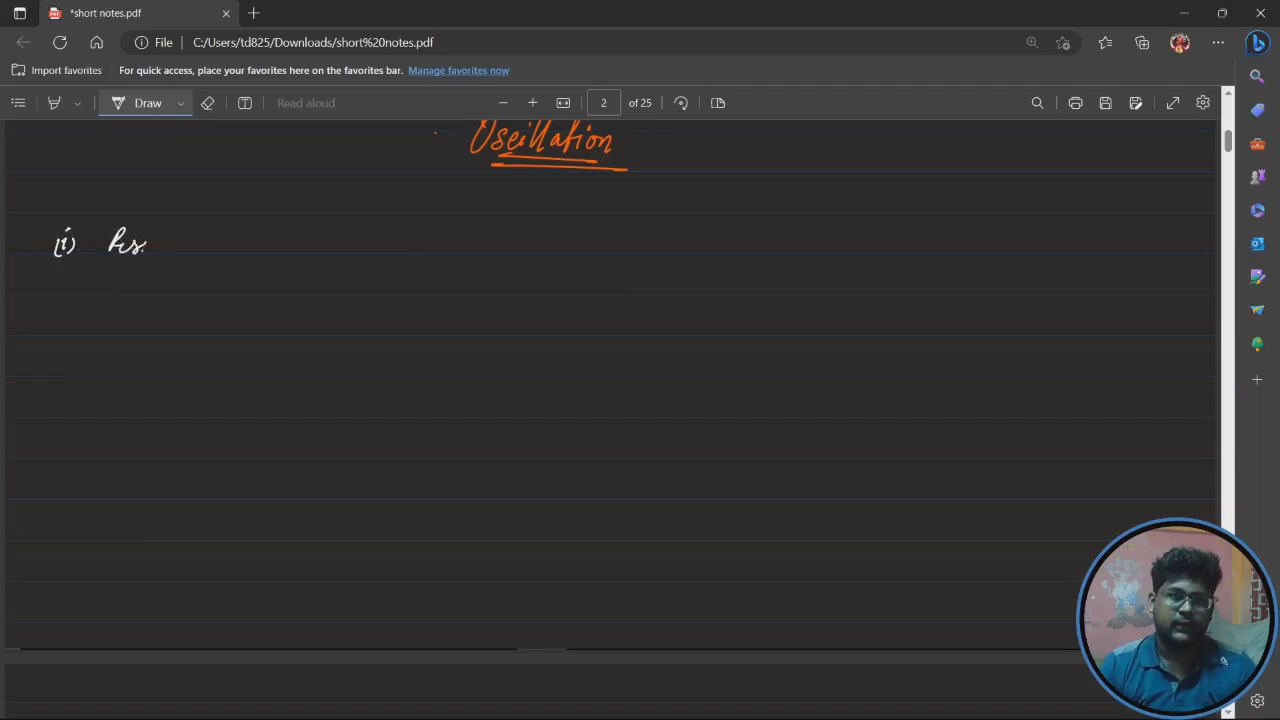 *short notes.pdf
File
C:/Users/td825/Downloads/short%20notes.pdf
Import favorites
For quick access, place your favorites here on the favorites bar. Manage favorites now
Draw
Read aloud
2 of 25
Oscillation
(i)